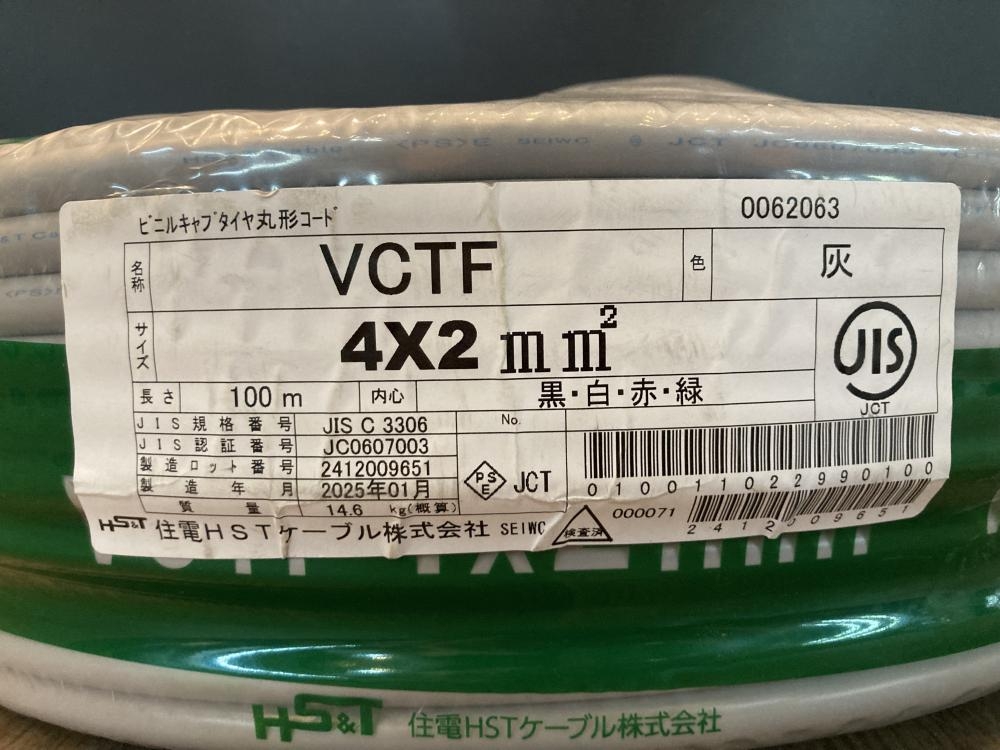 <PS>E SEIWC JCT
ビニルキャブタイヤ丸形コード 0062063
名称 VCTF 色 灰
サイズ 4X2 mm²
JIS
JCT
長さ 100 m 内心 黒・白・赤・緑
JIS規格番号 JIS C 3306 No.
JIS認証番号 JC0607003
製造ロット番号 2412009651
製造年月 2025年01月
質量 14.6 kg(概算)
PSE JCT
01001102299001 00
000071
2412009651
HS&T 住電HSTケーブル株式会社 SEIWC 検査済
HS&T 住電HSTケーブル株式会社